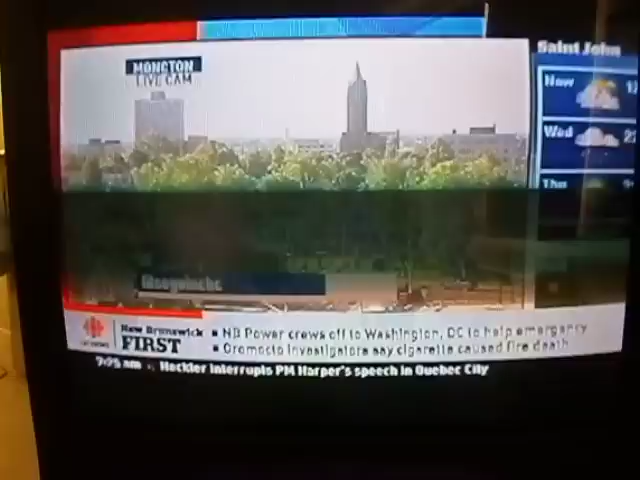 Saint John
MONCTON
LIVE CAM
Now
Wed
Thu
New Brunswick
FIRST
▪ NB Power crews off to Washington, DC to help emergency
▪ Oromocto investigators say cigarette caused fire death
7:25 am
Heckler interrupts PM Harper's speech in Quebec City